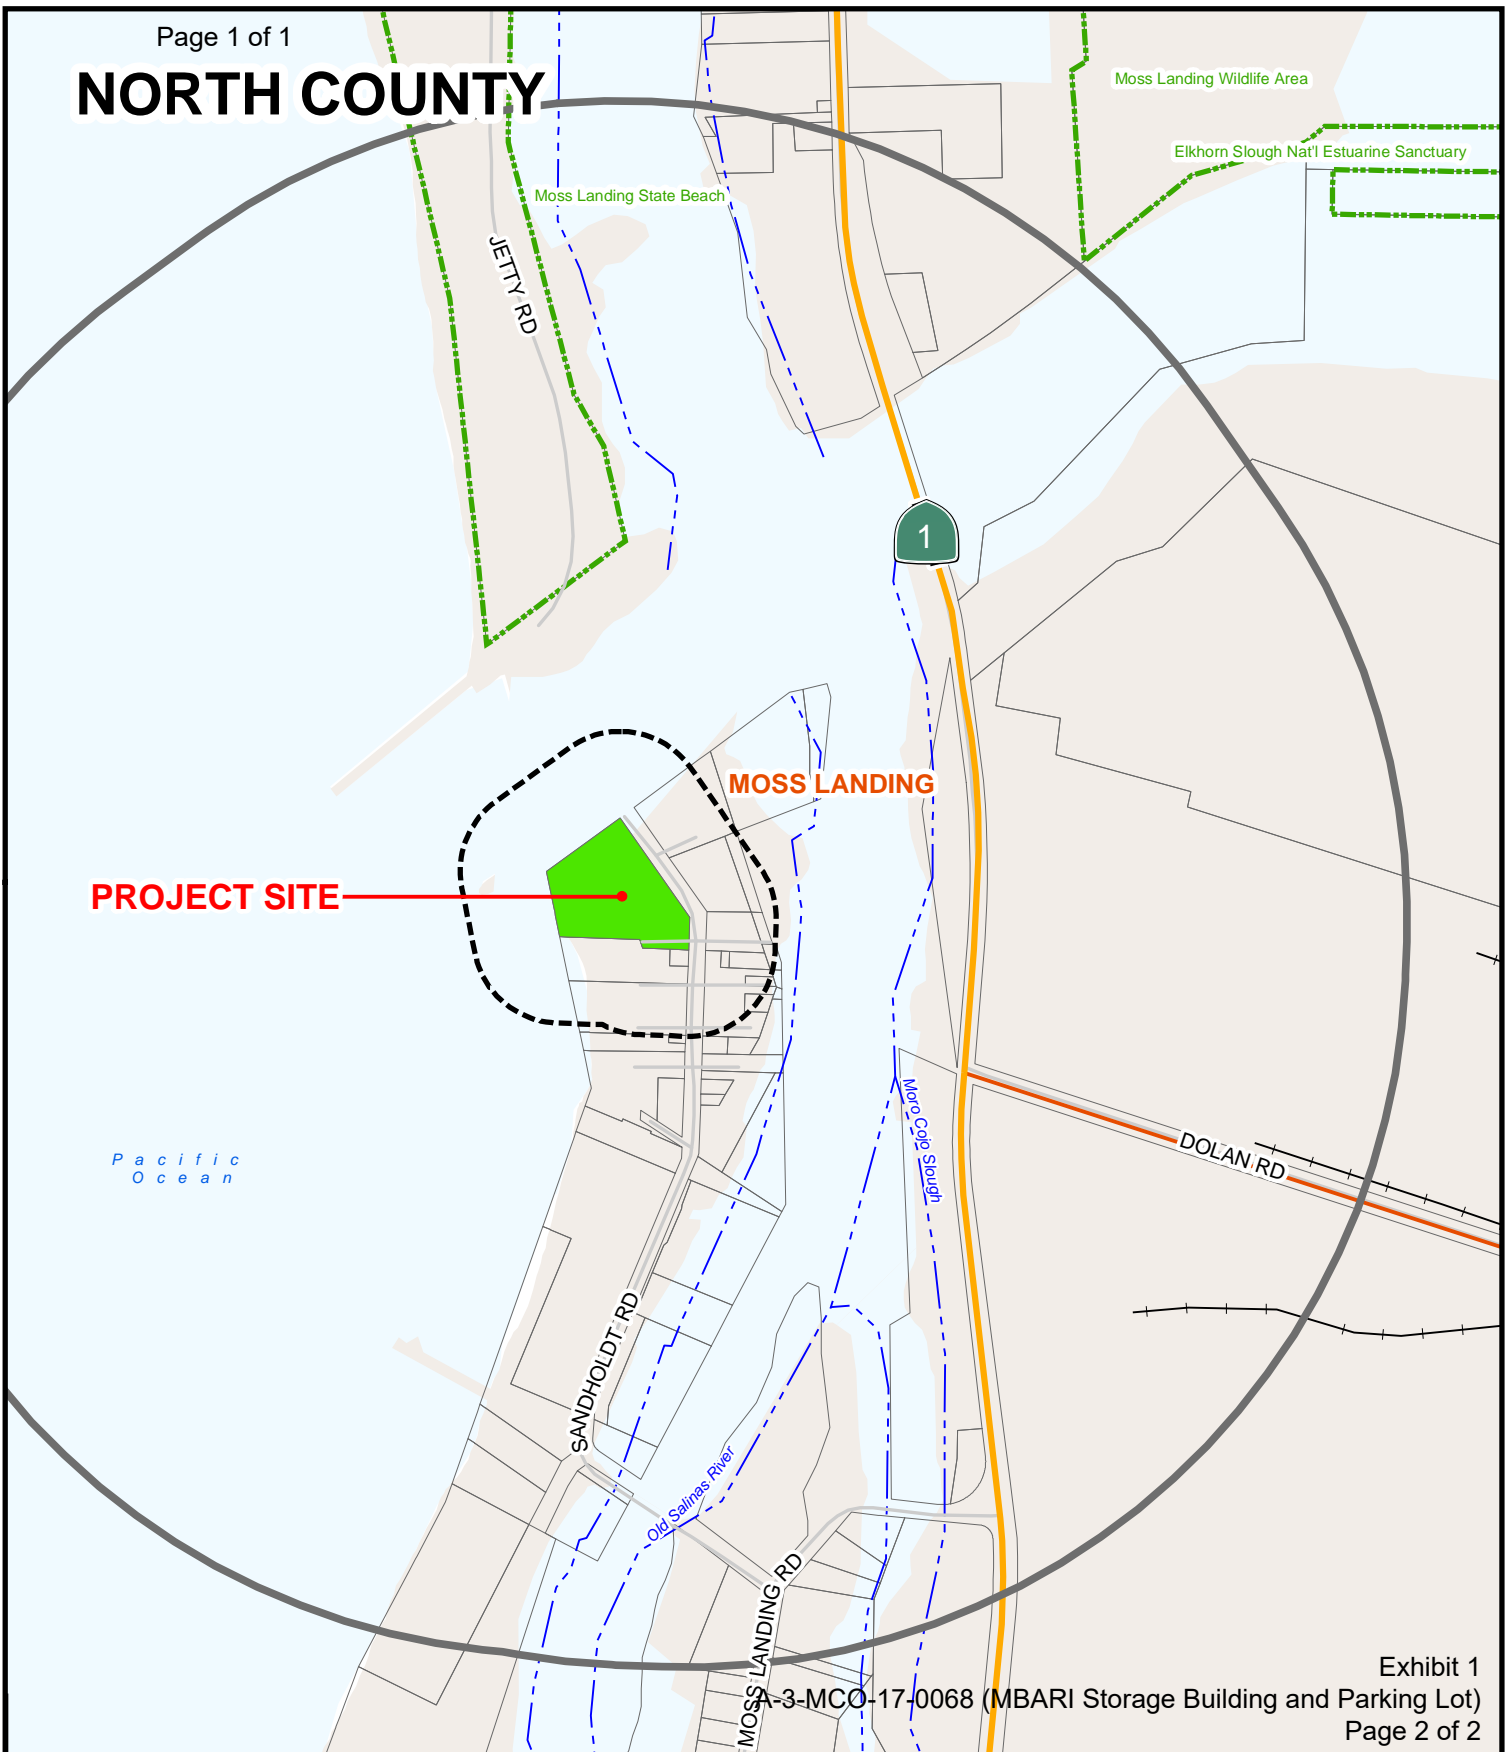 Page 1 of 1
NORTH COUNTY
Moss Landing Wildlife Area
Elkhorn Slough Nat'l Estuarine Sanctuary
Moss Landing State Beach
JETTY RD
1
MOSS LANDING
PROJECT SITE
Moro Cojo Slough
DOLAN RD
Pacific
Ocean
SANDHOLDT RD
Old Salinas River
MOSS LANDING RD
Exhibit 1
A-3-MCO-17-0068 (MBARI Storage Building and Parking Lot)
Page 2 of 2